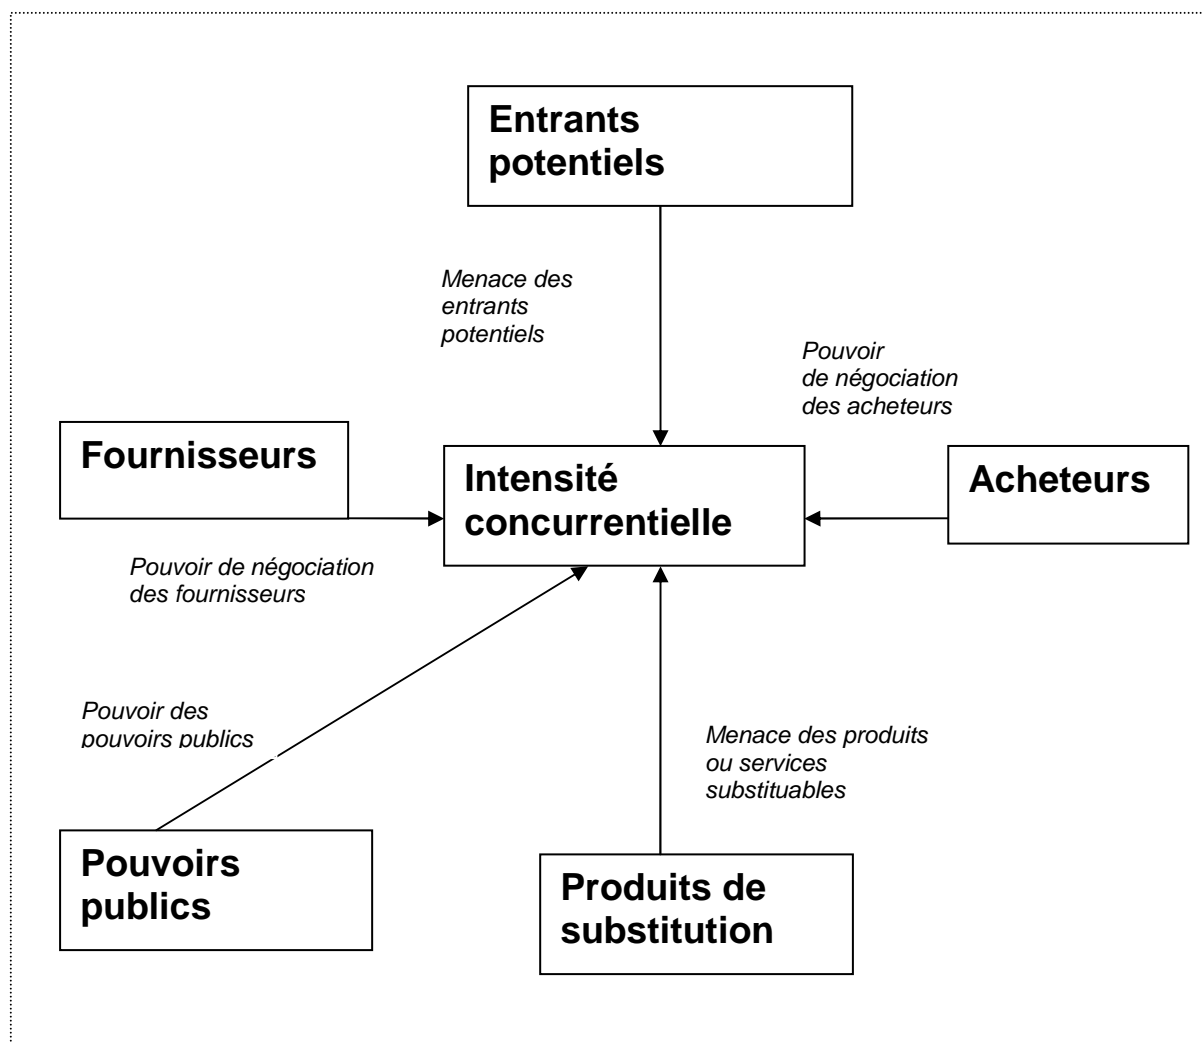 Entrants
potentiels
Menace des
entrants
potentiels
Pouvoir
de négociation
des acheteurs
Fournisseurs
Intensité
concurrentielle
Acheteurs
Pouvoir de négociation
des fournisseurs
Pouvoir des
pouvoirs publics
Menace des produits
ou services
substituables
Pouvoirs
publics
Produits de
substitution